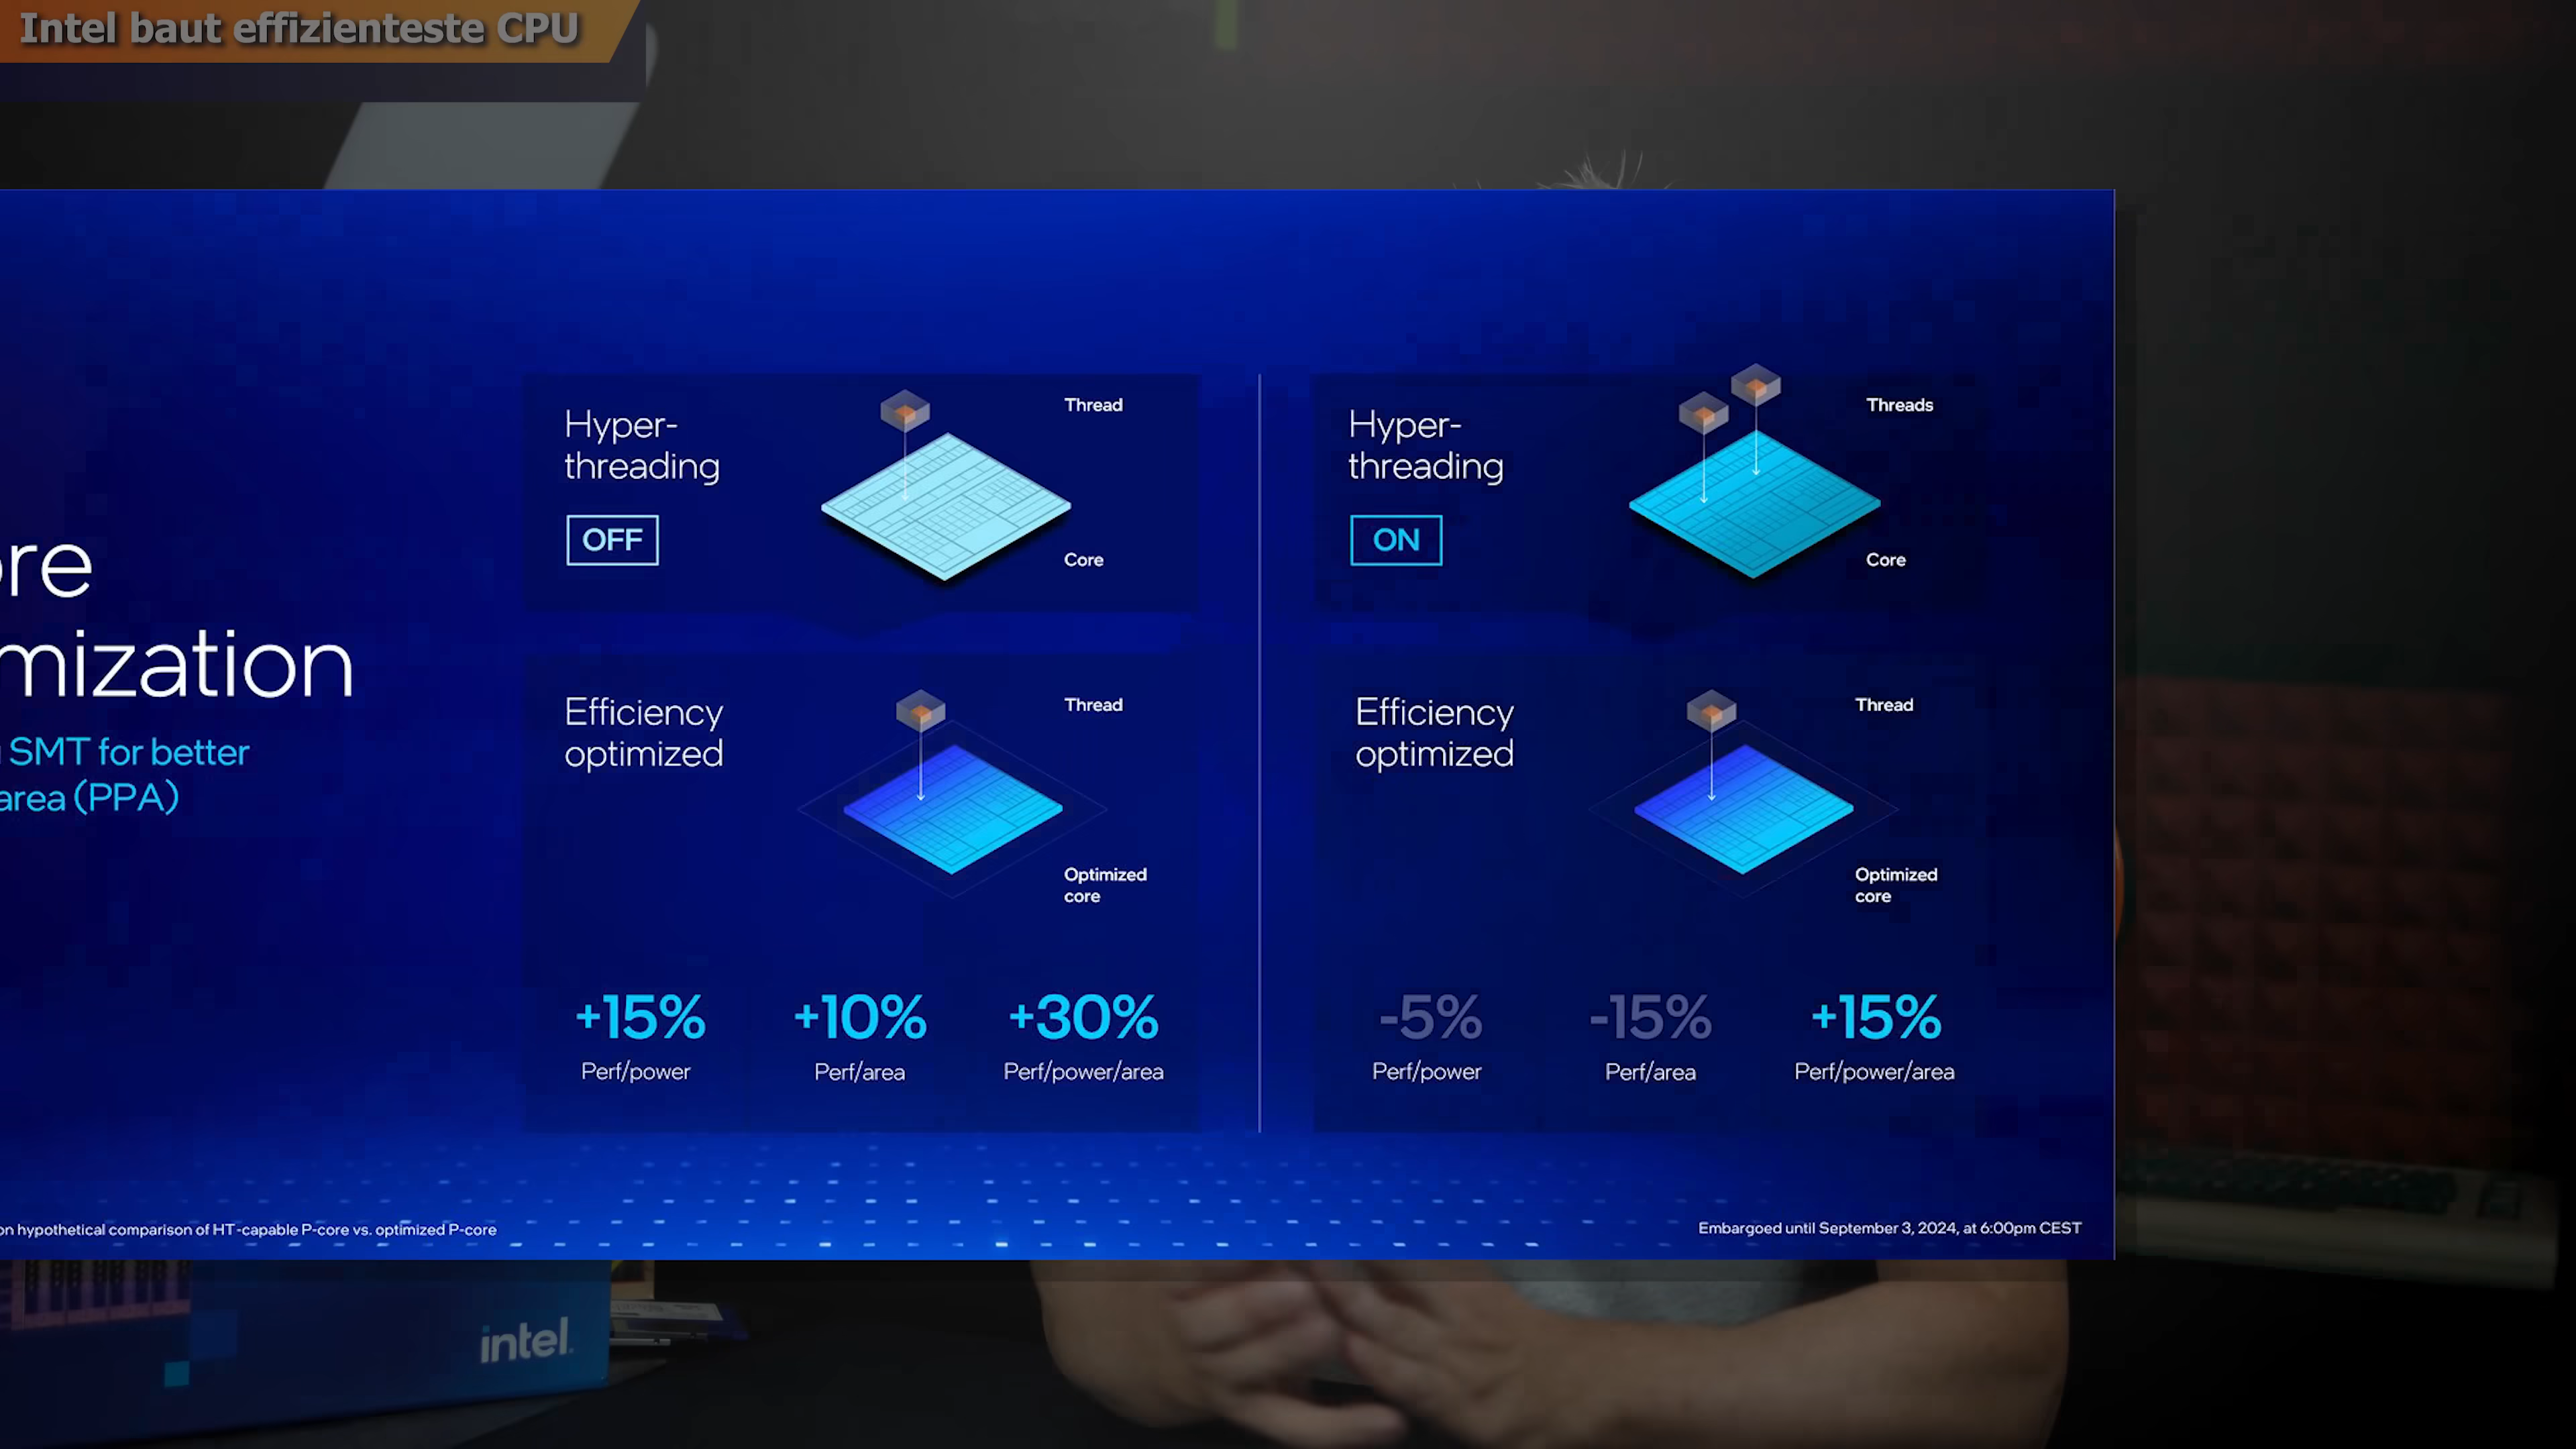 Intel baut effizienteste CPU
re
mization
SMT for better
area (PPA)
Hyper-
threading
OFF
Thread
Core
Efficiency
optimized
Thread
Optimized
core
+15%
Perf/power
+10%
Perf/area
+30%
Perf/power/area
Hyper-
threading
ON
Threads
Core
Efficiency
optimized
Thread
Optimized
core
-5%
Perf/power
-15%
Perf/area
+15%
Perf/power/area
on hypothetical comparison of HT-capable P-core vs. optimized P-core
Embargoed until September 3, 2024, at 6:00pm CEST
intel.